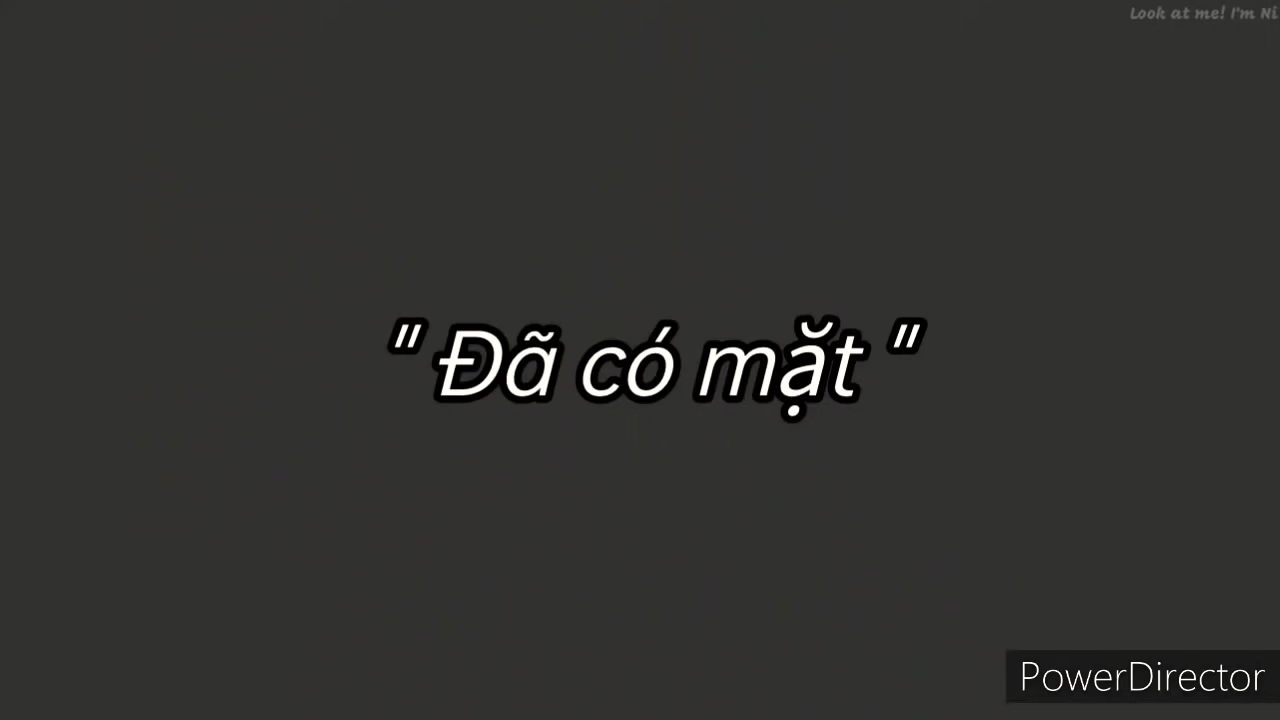 Look at me! I'm Ni
" Đã có mặt "
PowerDirector